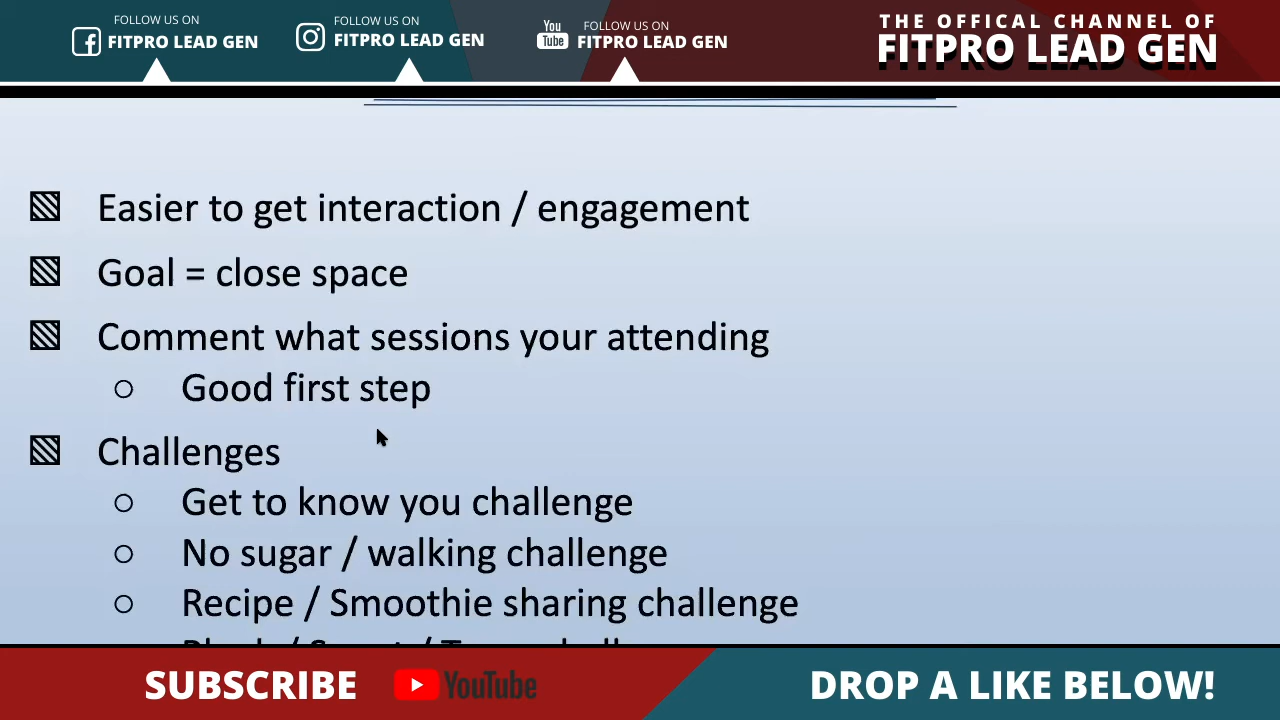 FOLLOW US ON
FITPRO LEAD GEN
FOLLOW US ON
FITPRO LEAD GEN
You
Tube
FOLLOW US ON
FITPRO LEAD GEN
THE OFFICAL CHANNEL OF
FITPRO LEAD GEN
Easier to get interaction / engagement
Goal = close space
Comment what sessions your attending
Good first step
Challenges
Get to know you challenge
No sugar / walking challenge
Recipe / Smoothie sharing challenge
SUBSCRIBE
YouTube
DROP A LIKE BELOW!